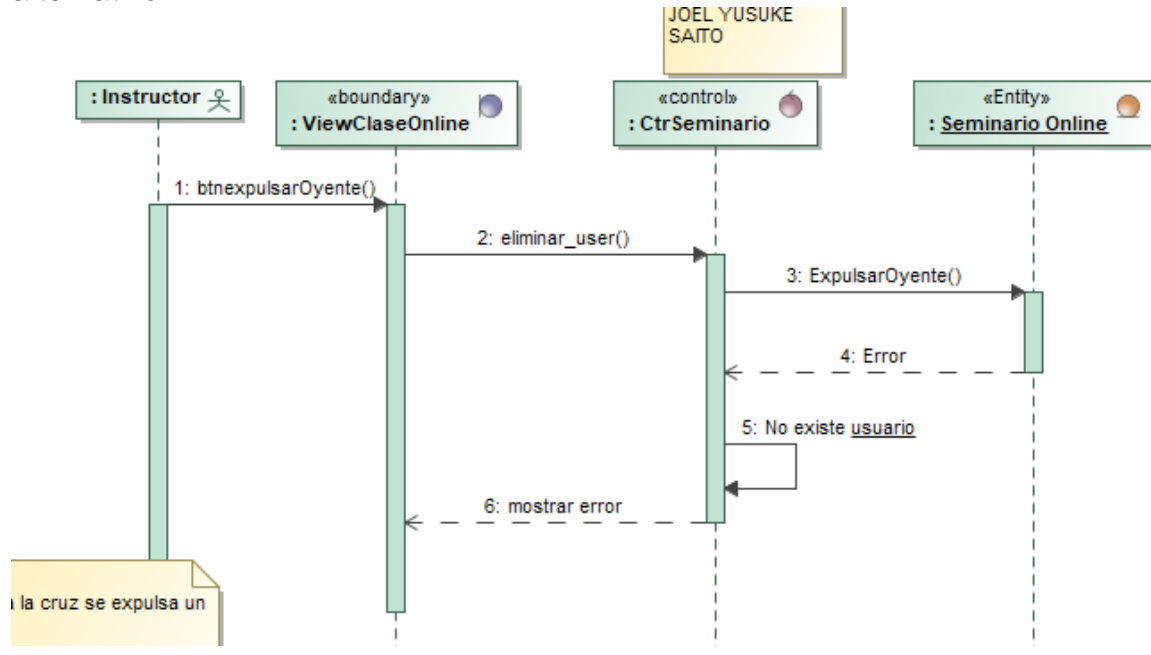 JOEL YUSUKE
SAITO
: Instructor
«boundary»
: ViewClaseOnline
«control»
: CtrSeminario
«Entity»
: Seminario Online
1: btnexpulsarOyente()
2: eliminar_user()
3: ExpulsarOyente()
4: Error
5: No existe usuario
6: mostrar error
la cruz se expulsa un